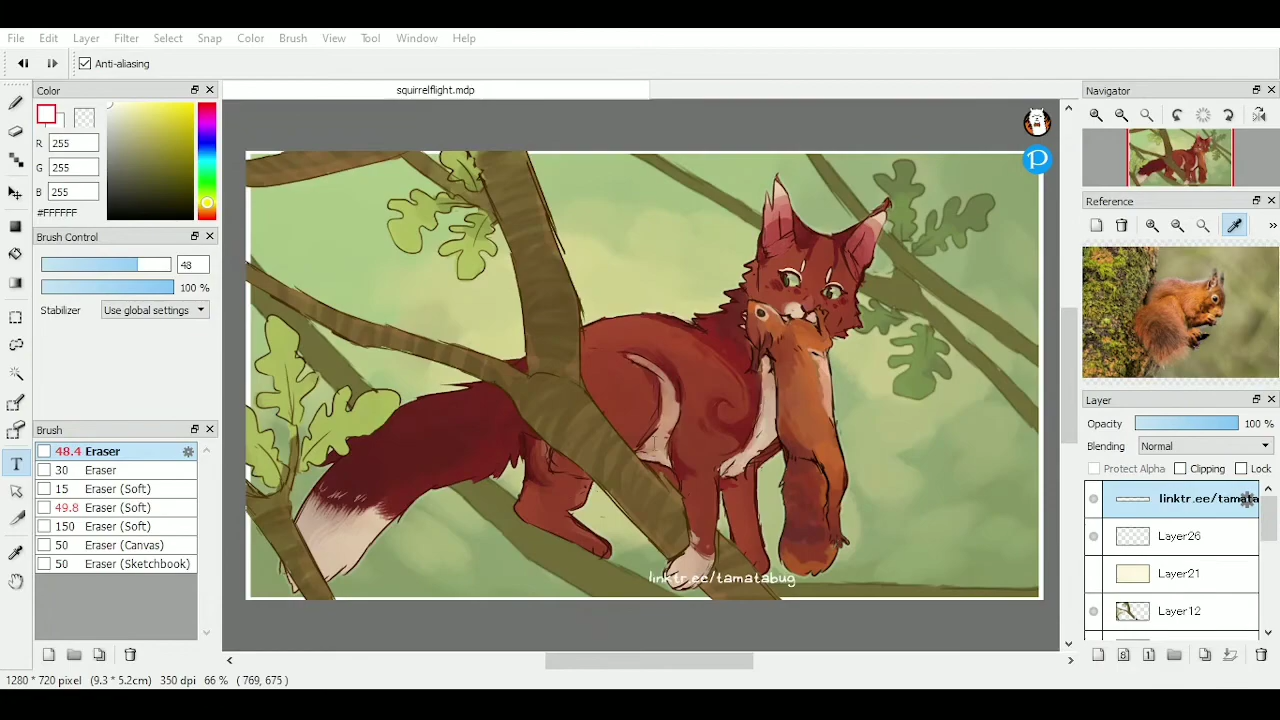 File Edit Layer Filter Select Snap Color Brush View Tool Window Help
Anti-aliasing
Color
R 255
G 255
B 255
#FFFFFF
Brush Control
48
100 %
Stabilizer Use global settings
Brush
48.4 Eraser
30 Eraser
15 Eraser (Soft)
49.8 Eraser (Soft)
150 Eraser (Soft)
50 Eraser (Canvas)
50 Eraser (Sketchbook)
squirrelflight.mdp
P
linktr.ee/tamatabug
Navigator
Reference
»
Layer
Opacity 100 %
Blending Normal
Protect Alpha Clipping Lock
linktr.ee/tamata
Layer26
Layer21
Layer12
8 1
1280 * 720 pixel (9.3 * 5.2cm) 350 dpi 66 % ( 769, 675 )
T